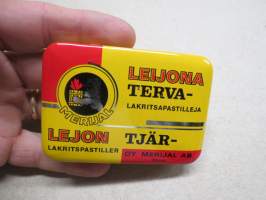 LEIJONA
TERVA-
LAKRITSAPASTILLEJA
MERIJAL
LEJON TJÄR-
LAKRITSPASTILLER
OY MERIJAL AB